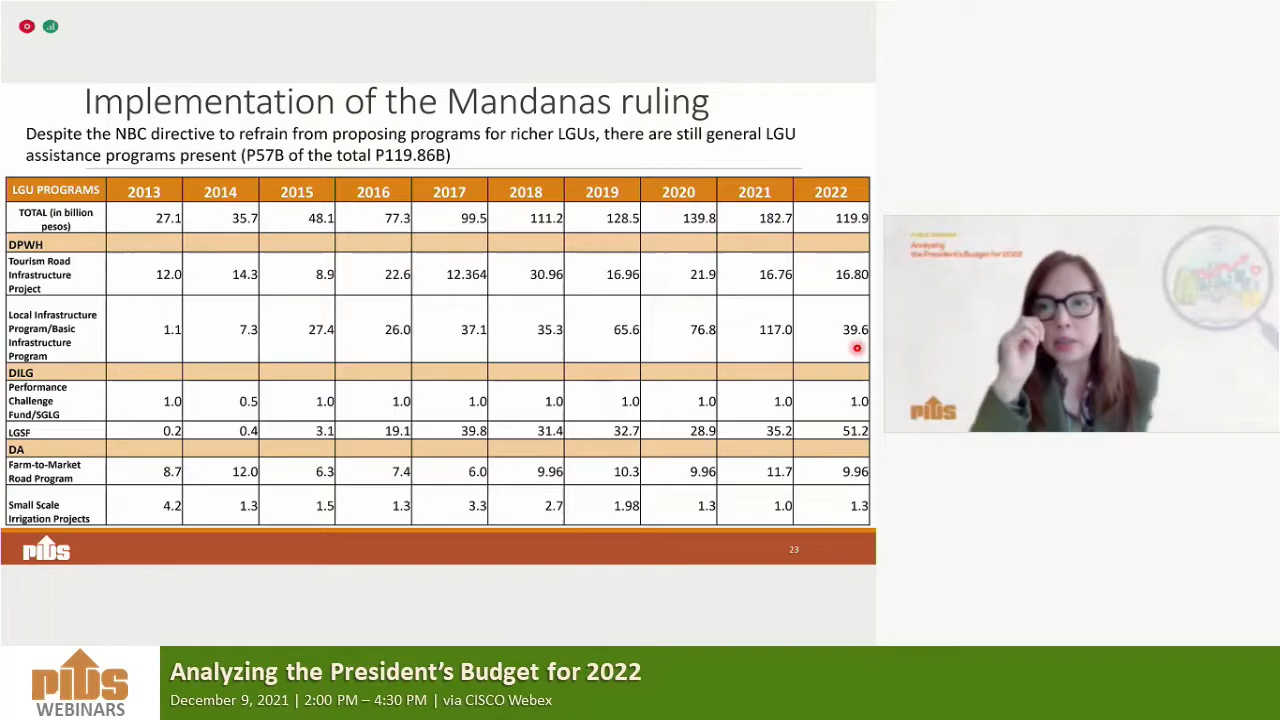 Implementation of the Mandanas ruling
Despite the NBC directive to refrain from proposing programs for richer LGUs, there are still general LGU
assistance programs present (P57B of the total P119.86B)
LGU PROGRAMS 2013 2014 2015 2016 2017 2018 2019 2020 2021 2022
TOTAL (in billion
pesos) 27.1 35.7 48.1 77.3 99.5 111.2 128.5 139.8 182.7 119.9
DPWH
Tourism Road
Infrastructure
Project 12.0 14.3 8.9 22.6 12.364 30.96 16.96 21.9 16.76 16.80
Local Infrastructure
Program/Basic
Infrastructure
Program 1.1 7.3 27.4 26.0 37.1 35.3 65.6 76.8 117.0 39.6
DILG
Performance
Challenge
Fund/SGLG 1.0 0.5 1.0 1.0 1.0 1.0 1.0 1.0 1.0 1.0
LGSF 0.2 0.4 3.1 19.1 39.8 31.4 32.7 28.9 35.2 51.2
DA
Farm-to-Market
Road Program 8.7 12.0 6.3 7.4 6.0 9.96 10.3 9.96 11.7 9.96
Small Scale
Irrigation Projects 4.2 1.3 1.5 1.3 3.3 2.7 1.98 1.3 1.0 1.3
PIDS
23
PUBLIC WEBINAR
Analyzing
the President's Budget for 2022
PIDS
PIDS
WEBINARS
Analyzing the President's Budget for 2022
December 9, 2021 | 2:00 PM – 4:30 PM | via CISCO Webex